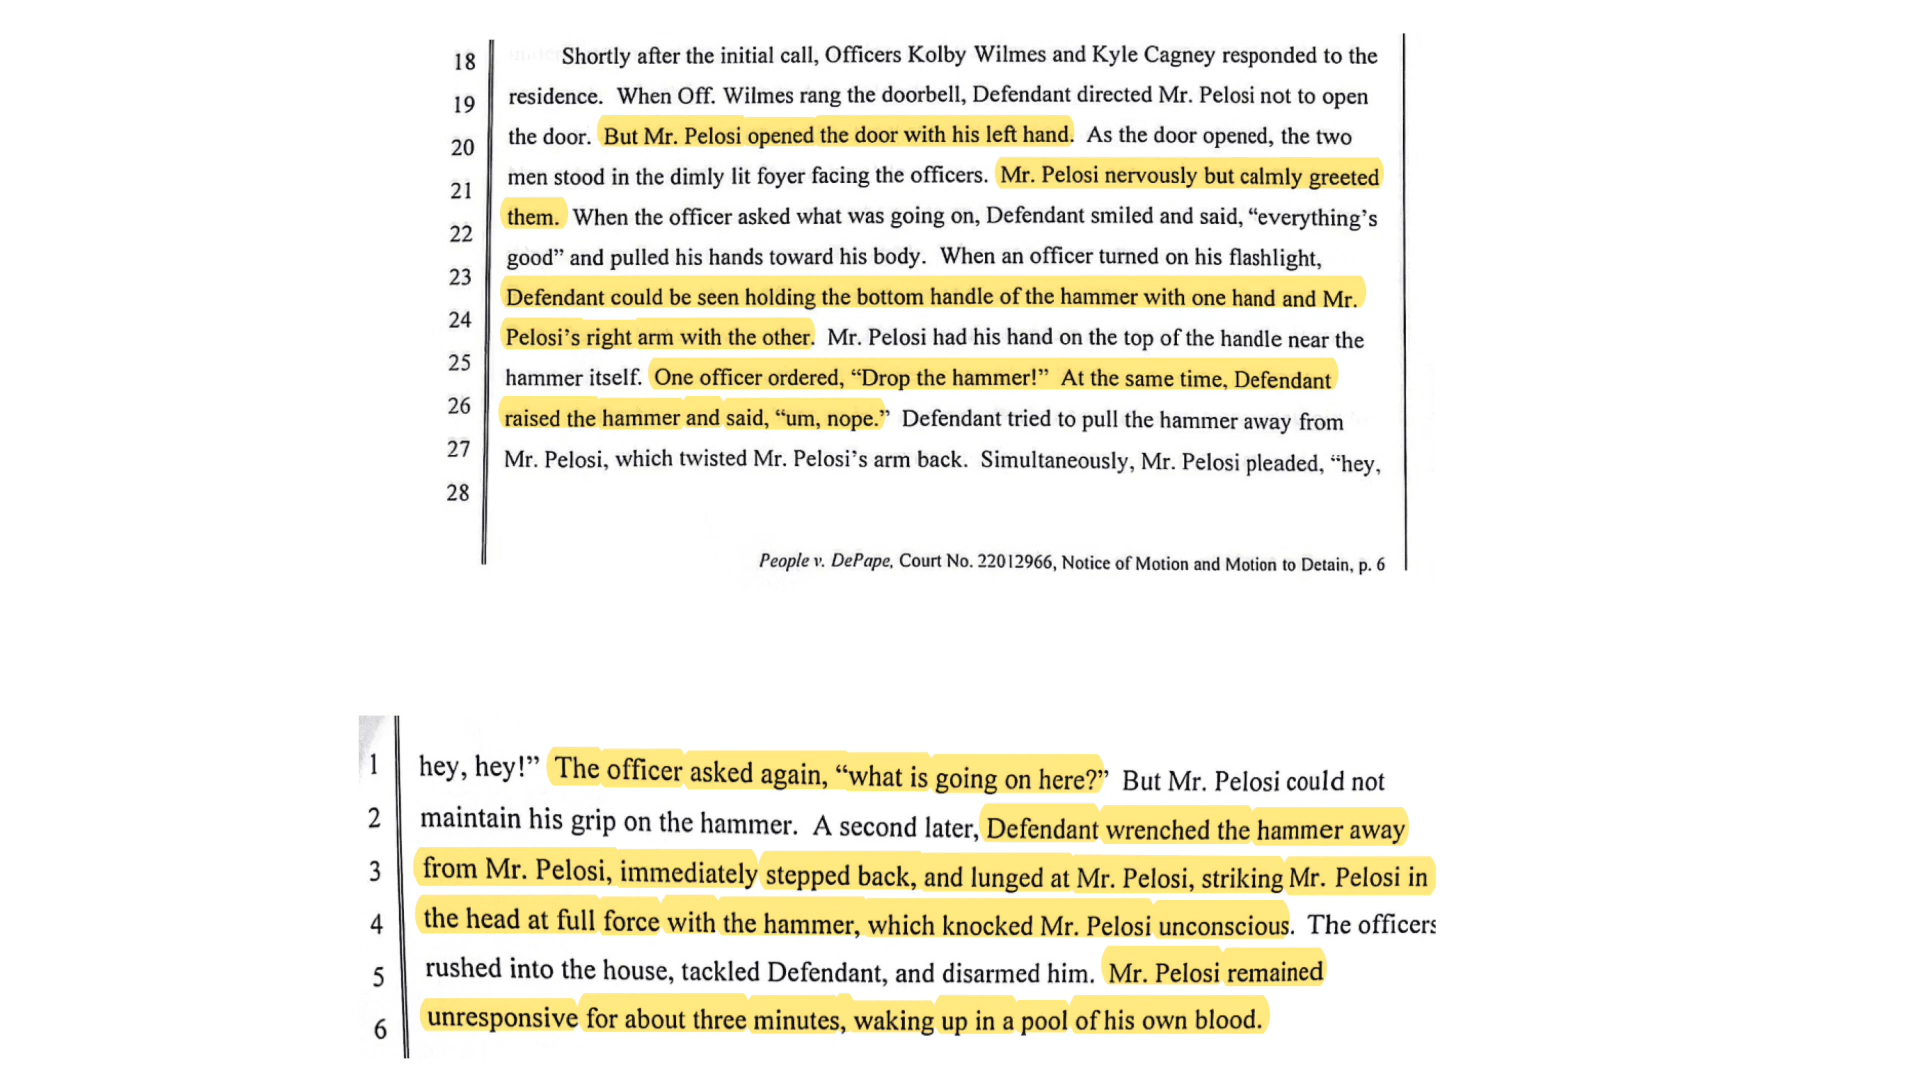 18 Shortly after the initial call, Officers Kolby Wilmes and Kyle Cagney responded to the
19 residence. When Off. Wilmes rang the doorbell, Defendant directed Mr. Pelosi not to open
20 the door. But Mr. Pelosi opened the door with his left hand. As the door opened, the two
21 men stood in the dimly lit foyer facing the officers. Mr. Pelosi nervously but calmly greeted
22 them. When the officer asked what was going on, Defendant smiled and said, “everything’s
23 good” and pulled his hands toward his body. When an officer turned on his flashlight,
24 Defendant could be seen holding the bottom handle of the hammer with one hand and Mr.
25 Pelosi’s right arm with the other. Mr. Pelosi had his hand on the top of the handle near the
26 hammer itself. One officer ordered, “Drop the hammer!” At the same time, Defendant
27 raised the hammer and said, “um, nope.” Defendant tried to pull the hammer away from
28 Mr. Pelosi, which twisted Mr. Pelosi’s arm back. Simultaneously, Mr. Pelosi pleaded, “hey,
People v. DePape, Court No. 22012966, Notice of Motion and Motion to Detain, p. 6
1 hey, hey!” The officer asked again, “what is going on here?” But Mr. Pelosi could not
2 maintain his grip on the hammer. A second later, Defendant wrenched the hammer away
3 from Mr. Pelosi, immediately stepped back, and lunged at Mr. Pelosi, striking Mr. Pelosi in
4 the head at full force with the hammer, which knocked Mr. Pelosi unconscious. The officers
5 rushed into the house, tackled Defendant, and disarmed him. Mr. Pelosi remained
6 unresponsive for about three minutes, waking up in a pool of his own blood.